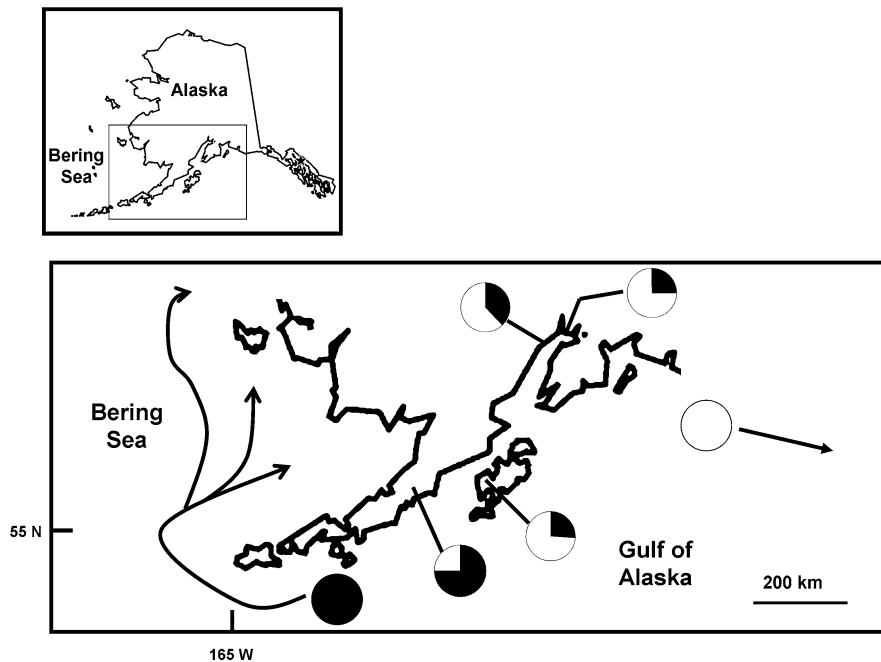 Alaska
Bering
Sea
Bering
Sea
55 N
Gulf of
Alaska
200 km
165 W